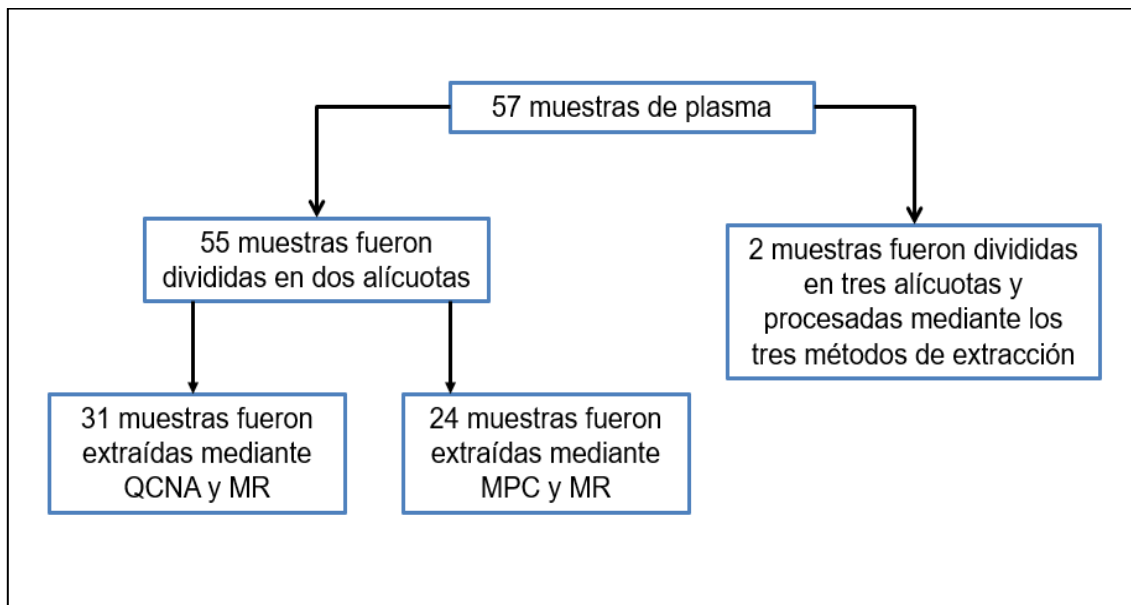 57 muestras de plasma
55 muestras fueron
divididas en dos alícuotas
2 muestras fueron divididas
en tres alícuotas y
procesadas mediante los
tres métodos de extracción
31 muestras fueron
extraídas mediante
QCNA y MR
24 muestras fueron
extraídas mediante
MPC y MR